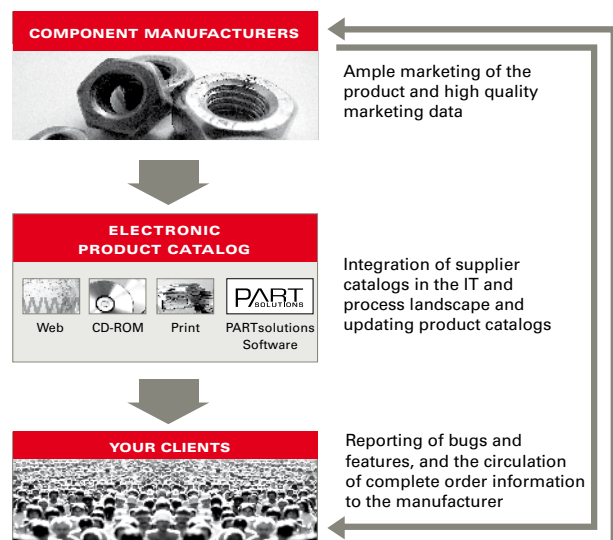 COMPONENT MANUFACTURERS
Ample marketing of the
product and high quality
marketing data
ELECTRONIC
PRODUCT CATALOG
PART
SOLUTIONS
Web
CD-ROM
Print
PARTsolutions
Software
Integration of supplier
catalogs in the IT and
process landscape and
updating product catalogs
YOUR CLIENTS
Reporting of bugs and
features, and the circulation
of complete order information
to the manufacturer